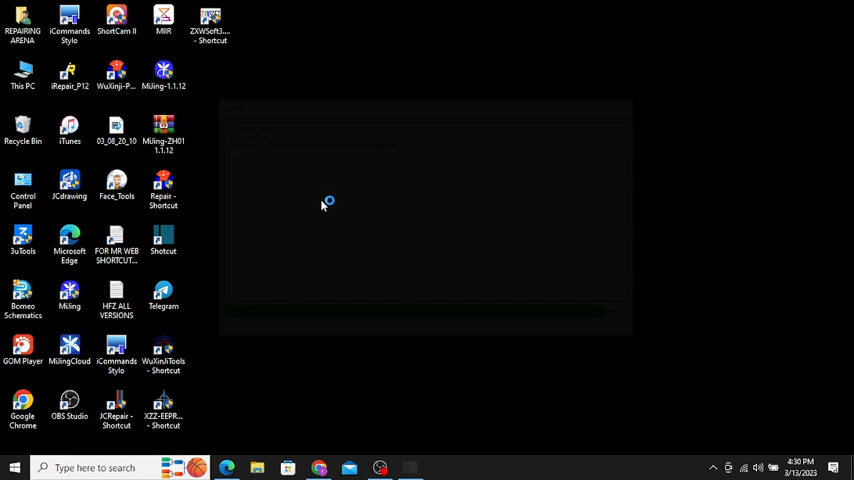 REPAIRING
ARENA
iCommands
Stylo
ShortCam II
MIIR
ZXWSoft3....
- Shortcut
This PC
iRepair_P12
WuXinji-P...
MiJing-1.1.12
Recycle Bin
iTunes
03_08_20_10
MiJing-ZH01
1.1.12
Control
Panel
JCdrawing
Face_Tools
Repair -
Shortcut
3uTools
Microsoft
Edge
FOR MR WEB
SHORTCUT...
Shotcut
Borneo
Schematics
MiJing
HFZ ALL
VERSIONS
Telegram
GOM Player
MiJingCloud
iCommands
Stylo
WuXinJiTools
- Shortcut
Google
Chrome
OBS Studio
JCRepair -
Shortcut
XZZ-EEPR...
- Shortcut
Type here to search
4:30 PM
3/13/2023